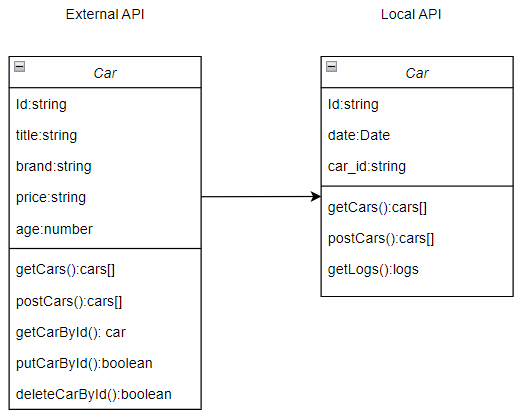 External API
Car
Id:string
title:string
brand:string
price:string
age:number
getCars():cars[]
postCars():cars[]
getCarById(): car
putCarById():boolean
deleteCarById():boolean
Local API
Car
Id:string
date:Date
car_id:string
getCars():cars[]
postCars():cars[]
getLogs():logs